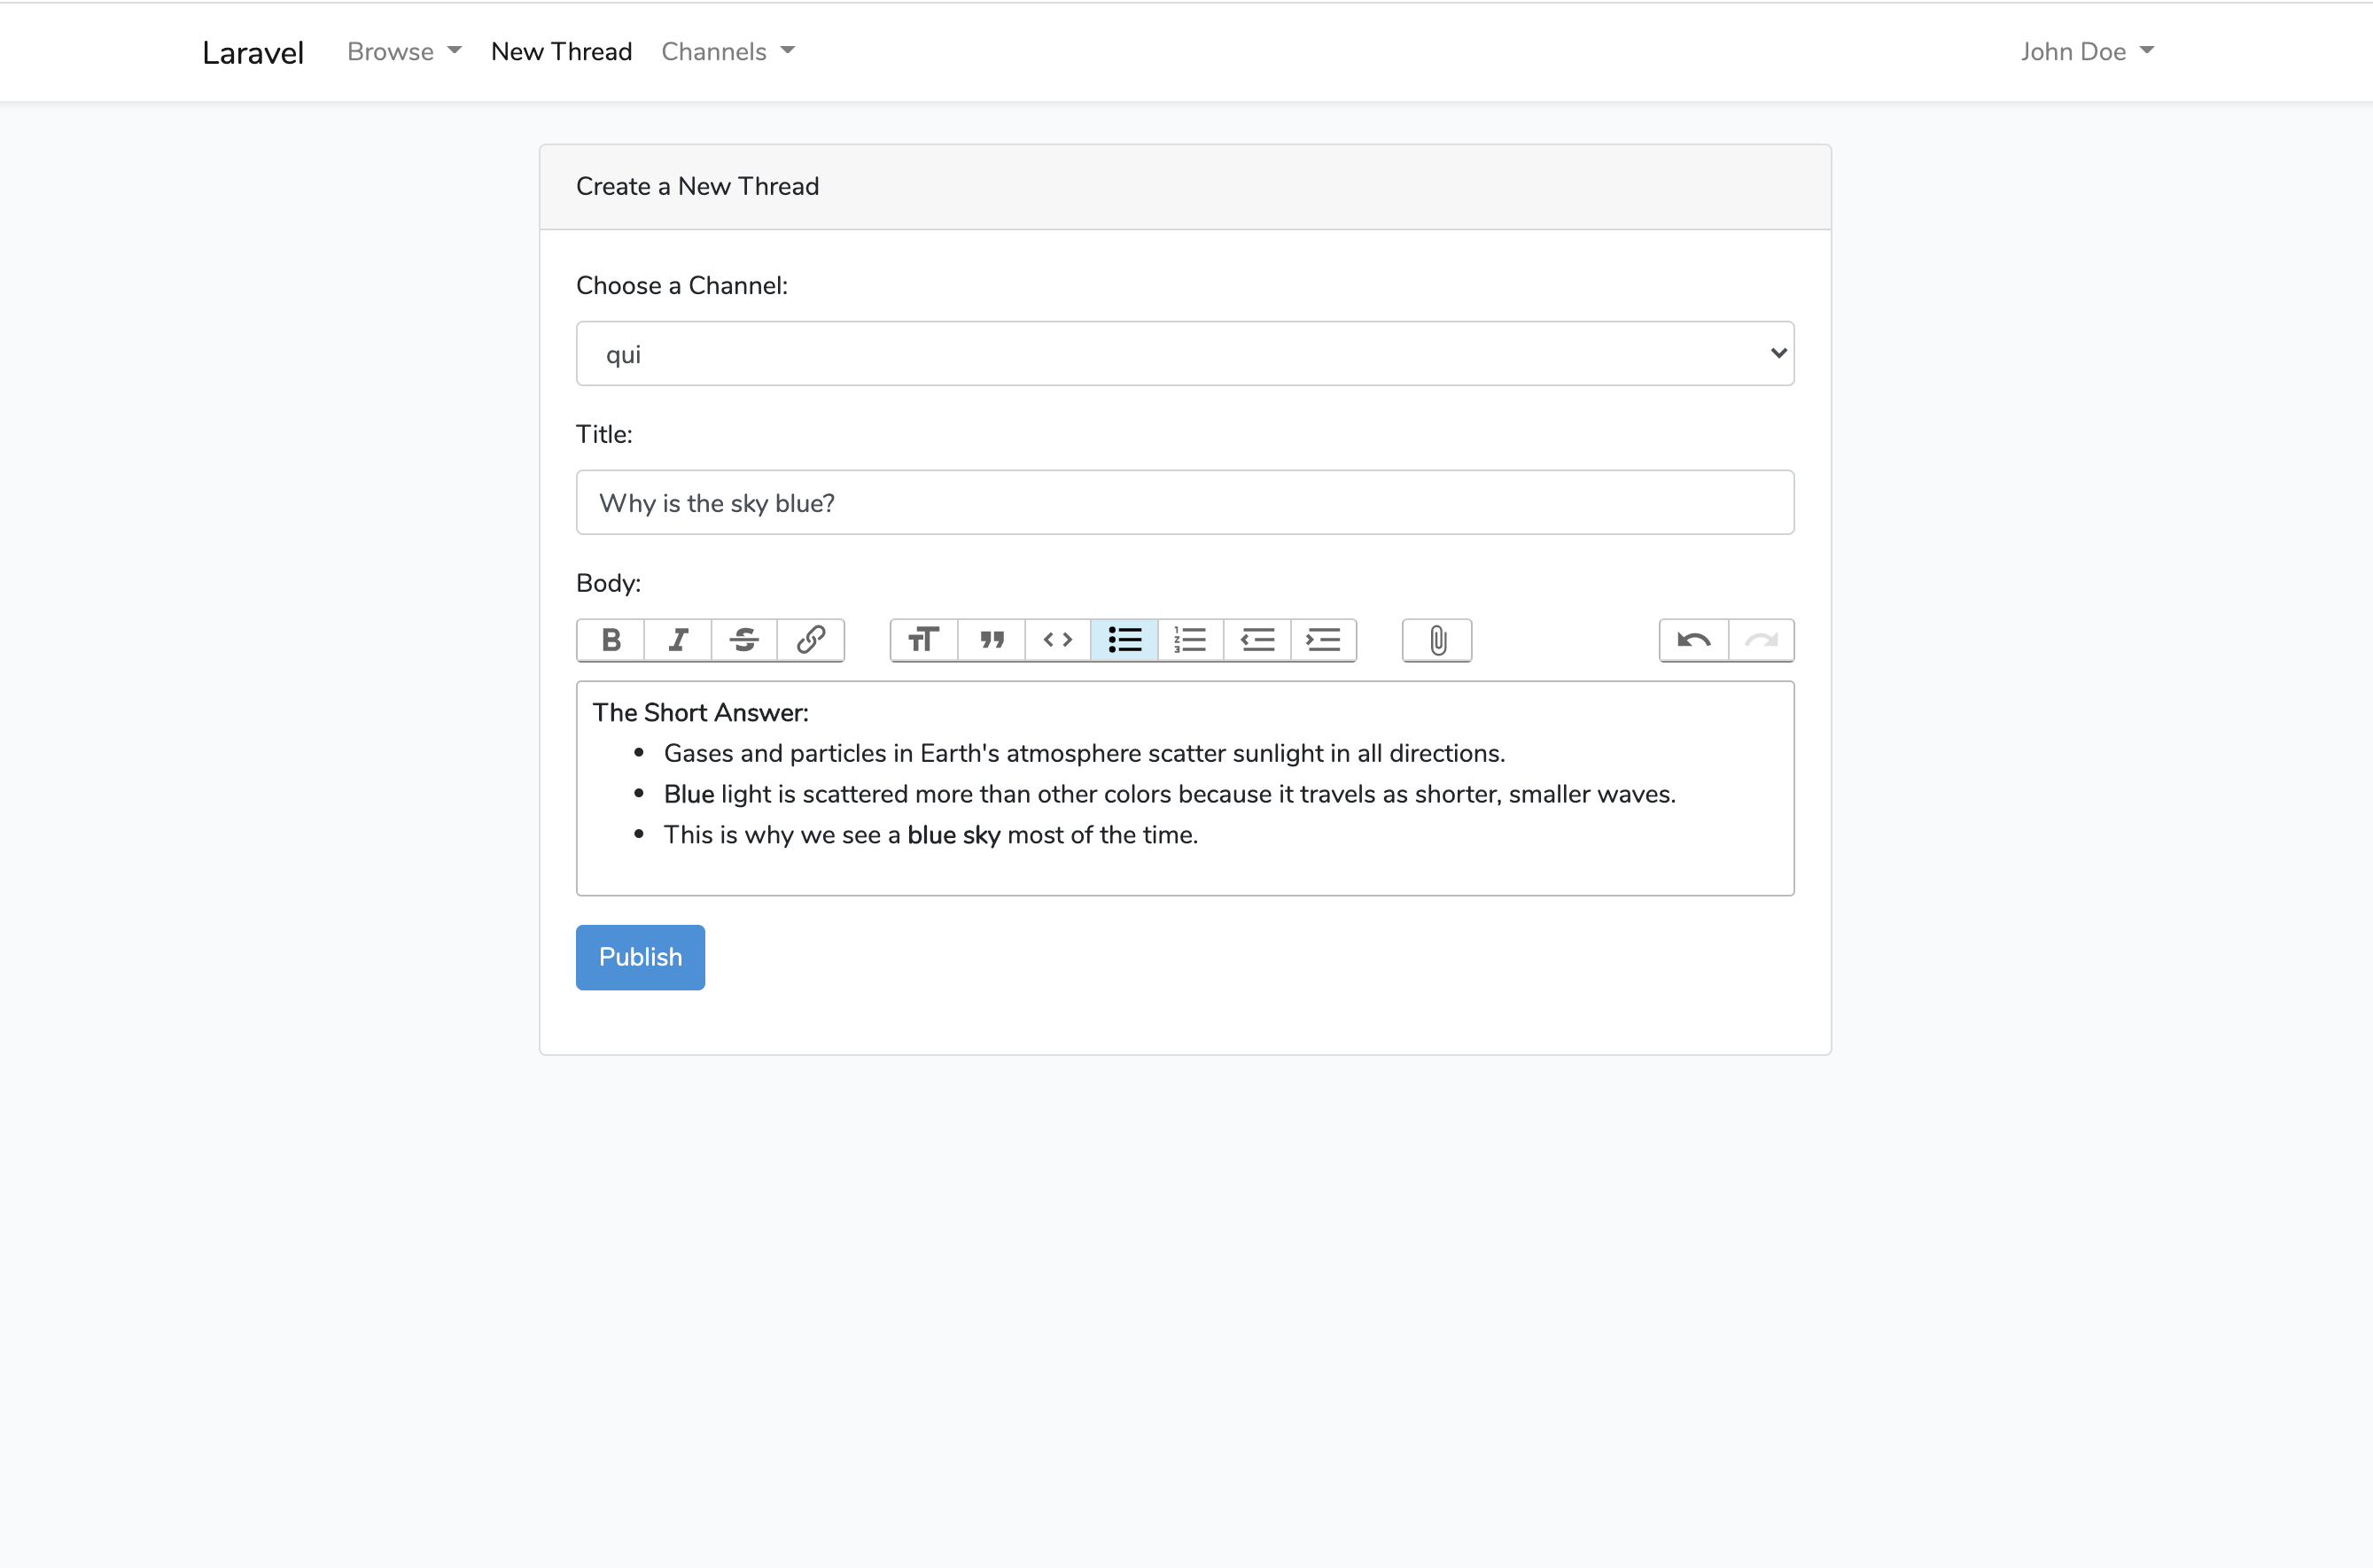 Laravel Browse New Thread Channels John Doe
Create a New Thread
Choose a Channel:
qui
Title:
Why is the sky blue?
Body:
The Short Answer:
Gases and particles in Earth's atmosphere scatter sunlight in all directions.
Blue light is scattered more than other colors because it travels as shorter, smaller waves.
This is why we see a blue sky most of the time.
Publish